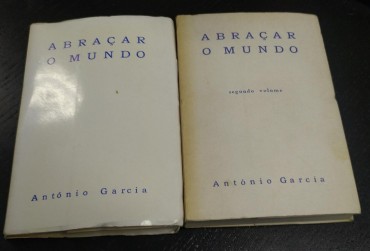 ABRAÇAR
O MUNDO
António Garcia
ABRAÇAR
O MUNDO
segundo volume
António Garcia